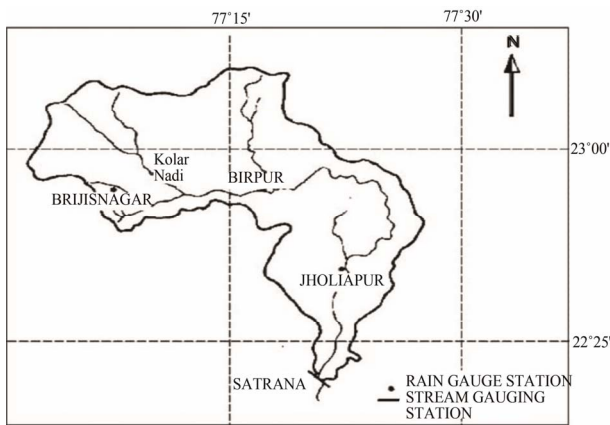 77˚15'
77˚30'
N
23˚00'
Kolar
Nadi
BIRPUR
BRIJISNAGAR
JHOLIAPUR
22˚25'
SATRANA
RAIN GAUGE STATION
STREAM GAUGING
STATION